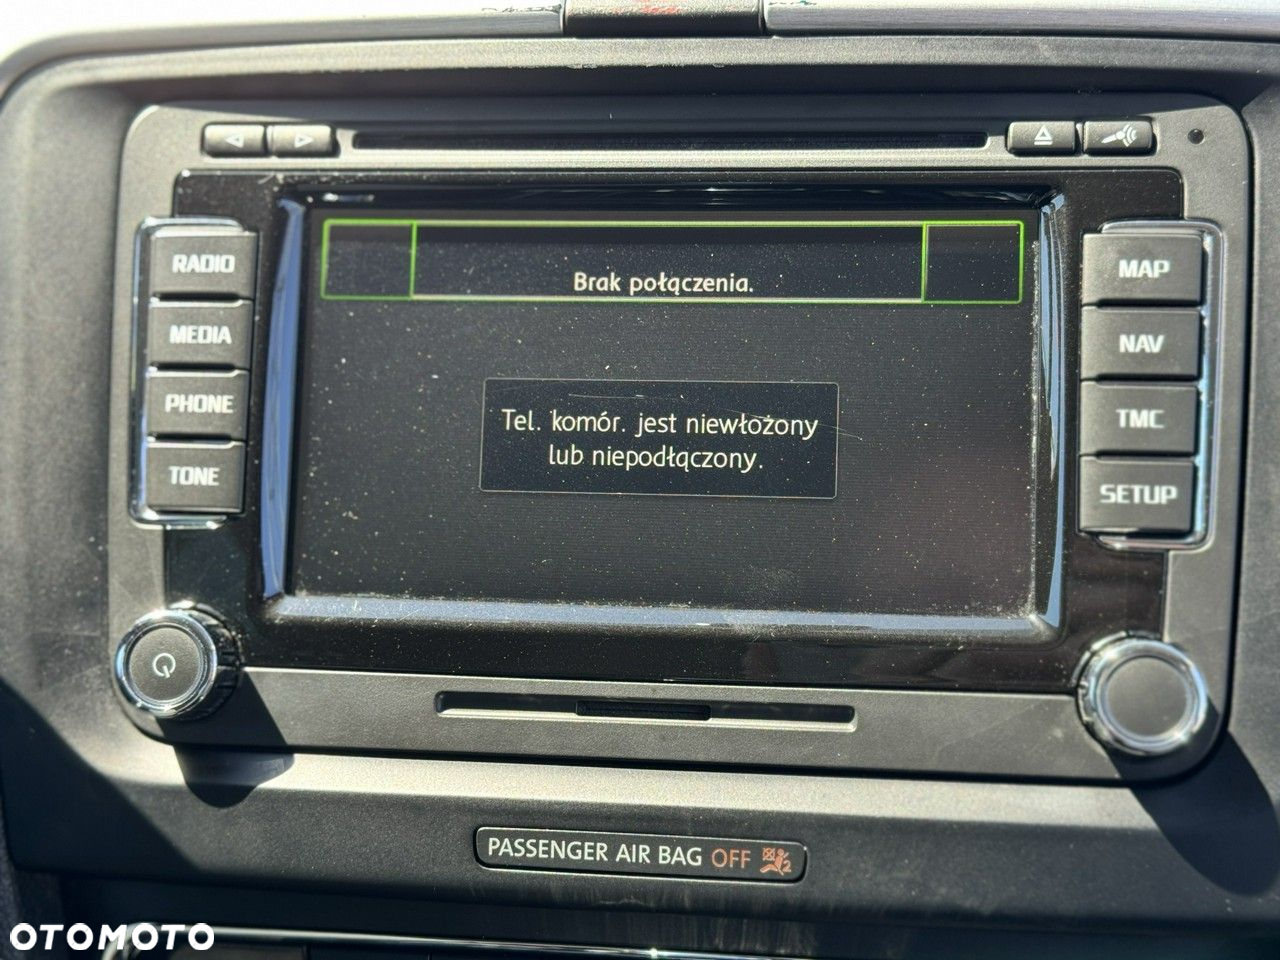 Brak połączenia.
RADIO
MEDIA
PHONE
TONE
Tel. komór. jest niewłożony
lub niepodłączony.
MAP
NAV
TMC
SETUP
PASSENGER AIR BAG OFF
OTOMOTO